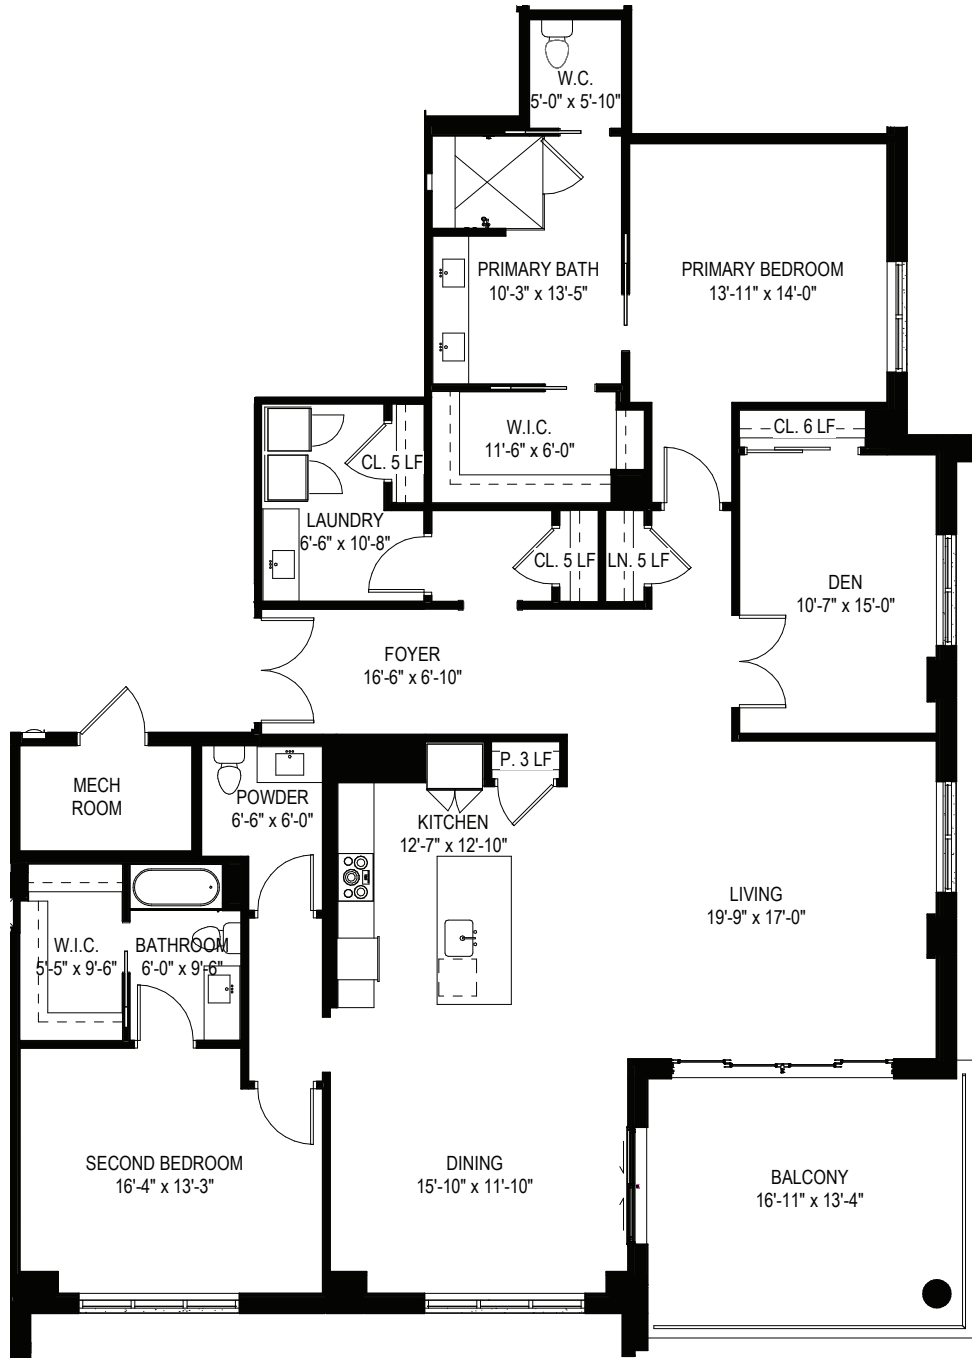 W.C.
5'-0" x 5'-10"
PRIMARY BATH
10'-3" x 13'-5"
PRIMARY BEDROOM
13'-11" x 14'-0"
W.I.C.
11'-6" x 6'-0"
CL. 6 LF
CL. 5 LF
LAUNDRY
6'-6" x 10'-8"
CL. 5 LF
LN. 5 LF
DEN
10'-7" x 15'-0"
FOYER
16'-6" x 6'-10"
MECH
ROOM
POWDER
6'-6" x 6'-0"
P. 3 LF
KITCHEN
12'-7" x 12'-10"
LIVING
19'-9" x 17'-0"
W.I.C.
5'-5" x 9'-6"
BATHROOM
6'-0" x 9'-6"
SECOND BEDROOM
16'-4" x 13'-3"
DINING
15'-10" x 11'-10"
BALCONY
16'-11" x 13'-4"